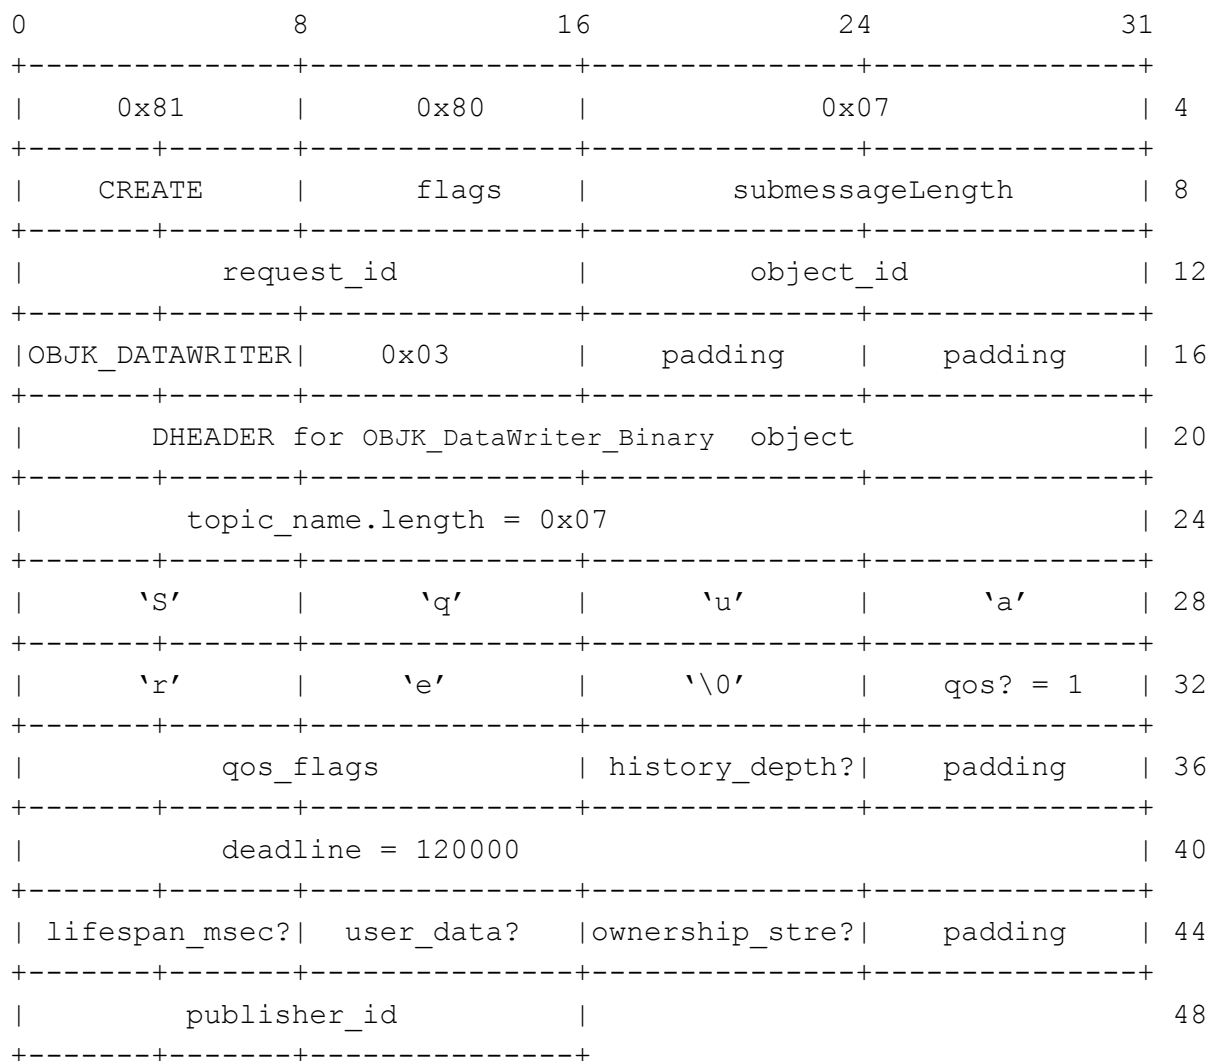 0               8               16              24              31
+---------------+---------------+---------------+---------------+
|     0x81      |      0x80     |             0x07              | 4
+-------+-------+---------------+---------------+---------------+
|    CREATE     |      flags    |        submessageLength       | 8
+-------+-------+---------------+---------------+---------------+
|           request_id          |         object_id             | 12
+-------+-------+---------------+---------------+---------------+
|OBJK_DATAWRITER|    0x03       |    padding    |    padding    | 16
+-------+-------+---------------+---------------+---------------+
|       DHEADER for OBJK_DataWriter_Binary  object              | 20
+-------+-------+---------------+---------------+---------------+
|         topic_name.length = 0x07                              | 24
+-------+-------+---------------+---------------+---------------+
|      ‘S’      |     ‘q’       |      ‘u’      |      ‘a’      | 28
+-------+-------+---------------+---------------+---------------+
|      ‘r’      |     ‘e’       |     ‘\0’      |    qos? = 1   | 32
+-------+-------+---------------+---------------+---------------+
|           qos_flags           | history_depth?|    padding    | 36
+-------+-------+---------------+---------------+---------------+
|           deadline = 120000                                   | 40
+-------+-------+---------------+---------------+---------------+
| lifespan_msec?|  user_data?   |ownership_stre?|    padding    | 44
+-------+-------+---------------+---------------+---------------+
|         publisher_id          |                                 48
+-------+-------+---------------+